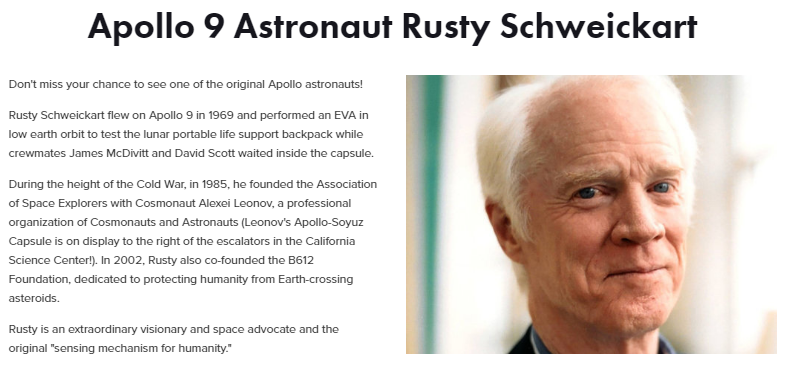 Apollo 9 Astronaut Rusty Schweickart
Don't miss your chance to see one of the original Apollo astronauts!
Rusty Schweickart flew on Apollo 9 in 1969 and performed an EVA in
low earth orbit to test the lunar portable life support backpack while
crewmates James McDivitt and David Scott waited inside the capsule.
During the height of the Cold War, in 1985, he founded the Association
of Space Explorers with Cosmonaut Alexei Leonov, a professional
organization of Cosmonauts and Astronauts (Leonov's Apollo-Soyuz
Capsule is on display to the right of the escalators in the California
Science Center!). In 2002, Rusty also co-founded the B612
Foundation, dedicated to protecting humanity from Earth-crossing
asteroids.
Rusty is an extraordinary visionary and space advocate and the
original "sensing mechanism for humanity."